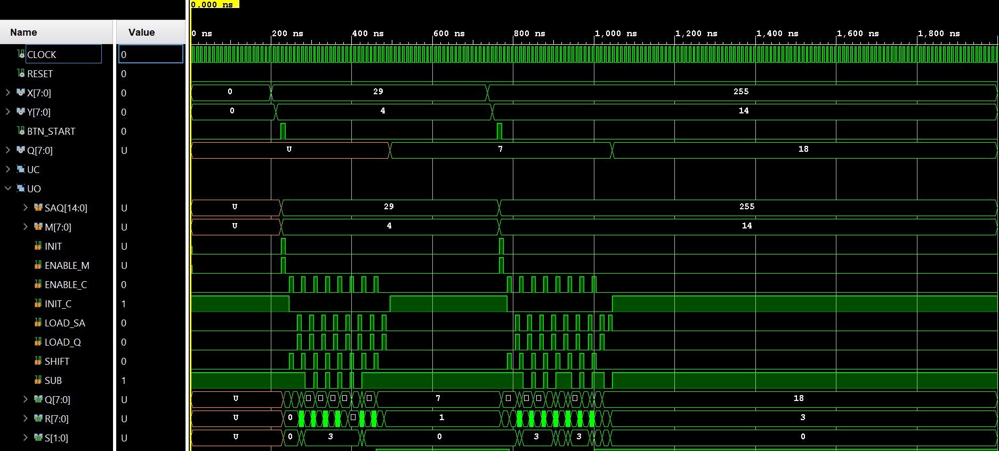 0.000 ns
Name Value 0 ns 200 ns 400 ns 600 ns 800 ns 1,000 ns 1,200 ns 1,400 ns 1,600 ns 1,800 ns
CLOCK 0
RESET 0
X[7:0] 0 0 29 255
Y[7:0] 0 0 4 14
BTN_START 0
Q[7:0] U U 7 18
UC
UO
SAQ[14:0] U U 29 255
M[7:0] U U 4 14
INIT U
ENABLE_M U
ENABLE_C 0
INIT_C 1
LOAD_SA 0
LOAD_Q 0
SHIFT 0
SUB 1
Q[7:0] U U 7 18
R[7:0] U U 0 1 3
S[1:0] U U 0 3 0 3 3 0